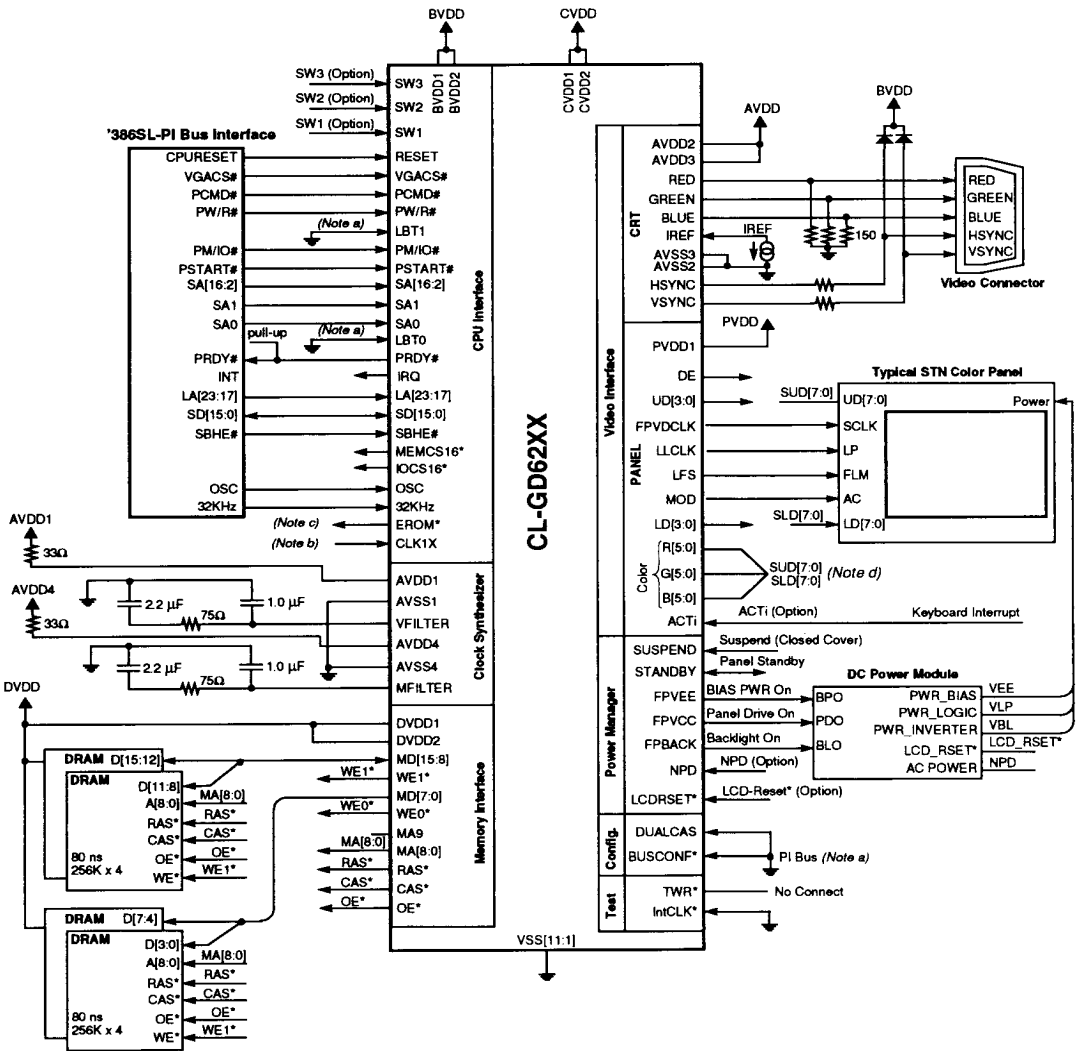 BVDD
CVDD
BVDD1
BVDD2
CVDD1
CVDD2
SW3 (Option)
SW3
SW2 (Option)
SW2
SW1 (Option)
SW1
'386SL-PI Bus Interface
CPURESET
RESET
VGACS#
VGACS#
PCMD#
PCMD#
PW/R#
PW/R#
(Note a)
LBT1
PM/IO#
PM/IO#
PSTART#
PSTART#
SA[16:2]
SA[16:2]
SA1
SA1
SA0
SA0
pull-up
(Note a)
LBT0
PRDY#
PRDY#
INT
IRQ
LA[23:17]
LA[23:17]
SD[15:0]
SD[15:0]
SBHE#
SBHE#
MEMCS16*
IOCS16*
OSC
OSC
32KHz
32KHz
(Note c)
EROM*
(Note b)
CLK1X
CPU Interface
AVDD1
33Ω
AVDD1
AVSS1
2.2 µF
1.0 µF
75Ω
VFILTER
AVDD4
33Ω
AVDD4
2.2 µF
1.0 µF
AVSS4
75Ω
MFILTER
Clock Synthesizer
DVDD
DVDD1
DVDD2
DRAM D[15:12]
MD[15:8]
DRAM
D[11:8]
WE1*
WE1*
A[8:0]
MA[8:0]
MD[7:0]
RAS*
RAS*
WE0*
WE0*
CAS*
CAS*
MA9
OE*
OE*
MA[8:0]
MA[8:0]
80 ns
256K x 4
WE*
WE1*
RAS*
RAS*
CAS*
CAS*
OE*
OE*
Memory Interface
DRAM D[7:4]
DRAM
D[3:0]
A[8:0]
MA[8:0]
RAS*
RAS*
CAS*
CAS*
OE*
OE*
80 ns
256K x 4
WE*
WE1*
CL-GD62XX
VSS[11:1]
Video Interface
CRT
AVDD
AVDD2
AVDD3
BVDD
RED
GREEN
BLUE
IREF
IREF
AVSS3
AVSS2
HSYNC
VSYNC
150
RED
GREEN
BLUE
HSYNC
VSYNC
Video Connector
PANEL
PVDD
PVDD1
DE
UD[3:0]
FPVDCLK
LLCLK
LFS
MOD
LD[3:0]
Typical STN Color Panel
SUD[7:0]
UD[7:0]
Power
SCLK
LP
FLM
AC
SLD[7:0]
LD[7:0]
Color
R[5:0]
G[5:0]
B[5:0]
SUD[7:0]
SLD[7:0]
(Note d)
ACTi
ACTi (Option)
Keyboard Interrupt
Power Manager
SUSPEND
Suspend (Closed Cover)
STANDBY
Panel Standby
FPVEE
BIAS PWR On
FPVCC
Panel Drive On
FPBACK
Backlight On
NPD
NPD (Option)
LCDRSET*
LCD-Reset* (Option)
DC Power Module
BPO
PWR_BIAS
VEE
PDO
PWR_LOGIC
VLP
BLO
PWR_INVERTER
VBL
LCD_RSET*
LCD_RSET*
AC POWER
NPD
Config.
DUALCAS
BUSCONF*
PI Bus (Note a)
Test
TWR*
No Connect
IntCLK*